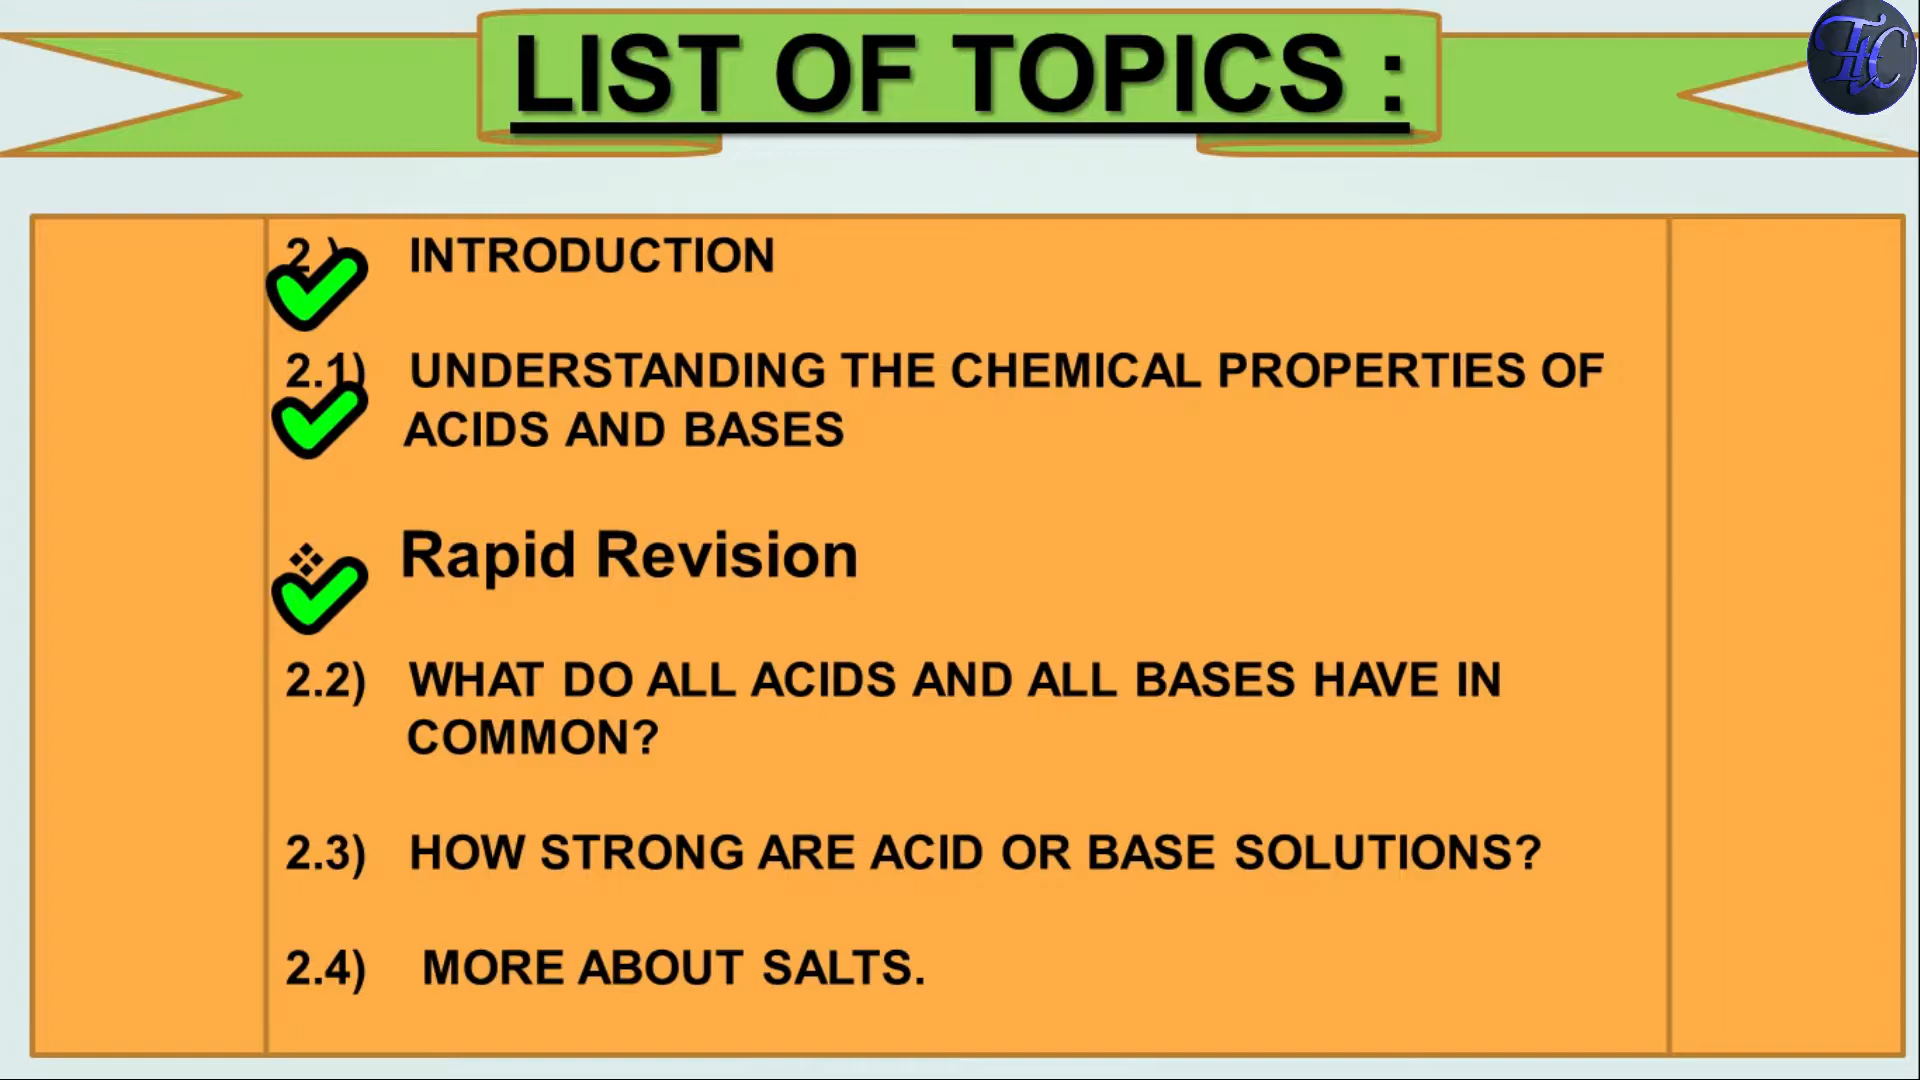 LIST OF TOPICS :
2.) INTRODUCTION
2.1) UNDERSTANDING THE CHEMICAL PROPERTIES OF
ACIDS AND BASES
❖ Rapid Revision
2.2) WHAT DO ALL ACIDS AND ALL BASES HAVE IN
COMMON?
2.3) HOW STRONG ARE ACID OR BASE SOLUTIONS?
2.4) MORE ABOUT SALTS.